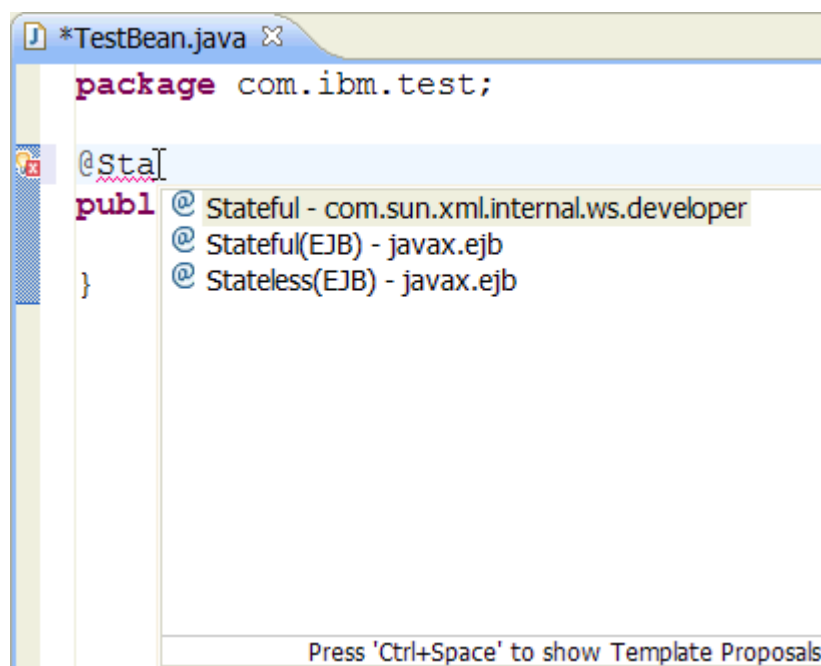 *TestBean.java
package com.ibm.test;
@Sta
publ
@ Stateful - com.sun.xml.internal.ws.developer
@ Stateful(EJB) - javax.ejb
@ Stateless(EJB) - javax.ejb
}
Press 'Ctrl+Space' to show Template Proposals